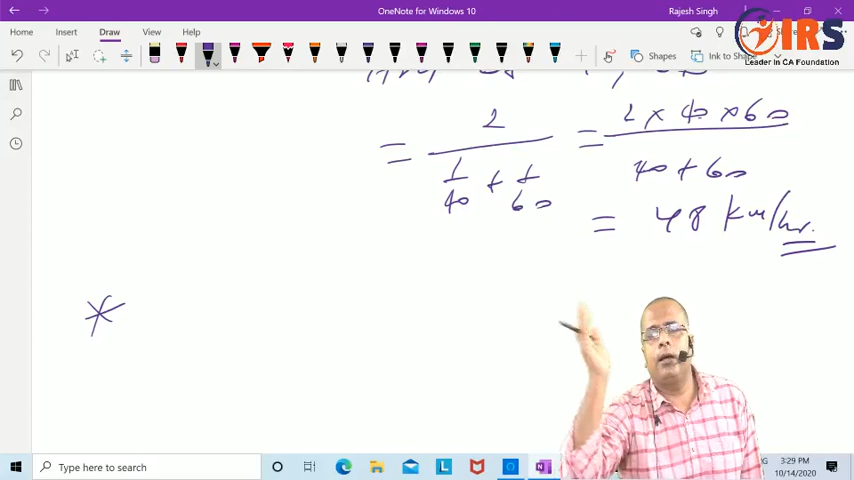 OneNote for Windows 10
Rajesh Singh
IRS
Leader in CA Foundation
Home Insert Draw View Help
Shapes Ink to Shape
= 2 / (1/40 + 1/60) = 2 × 40 × 60 / (40 + 60)
= 48 Km/hr.
*
Type here to search
3:29 PM
10/14/2020